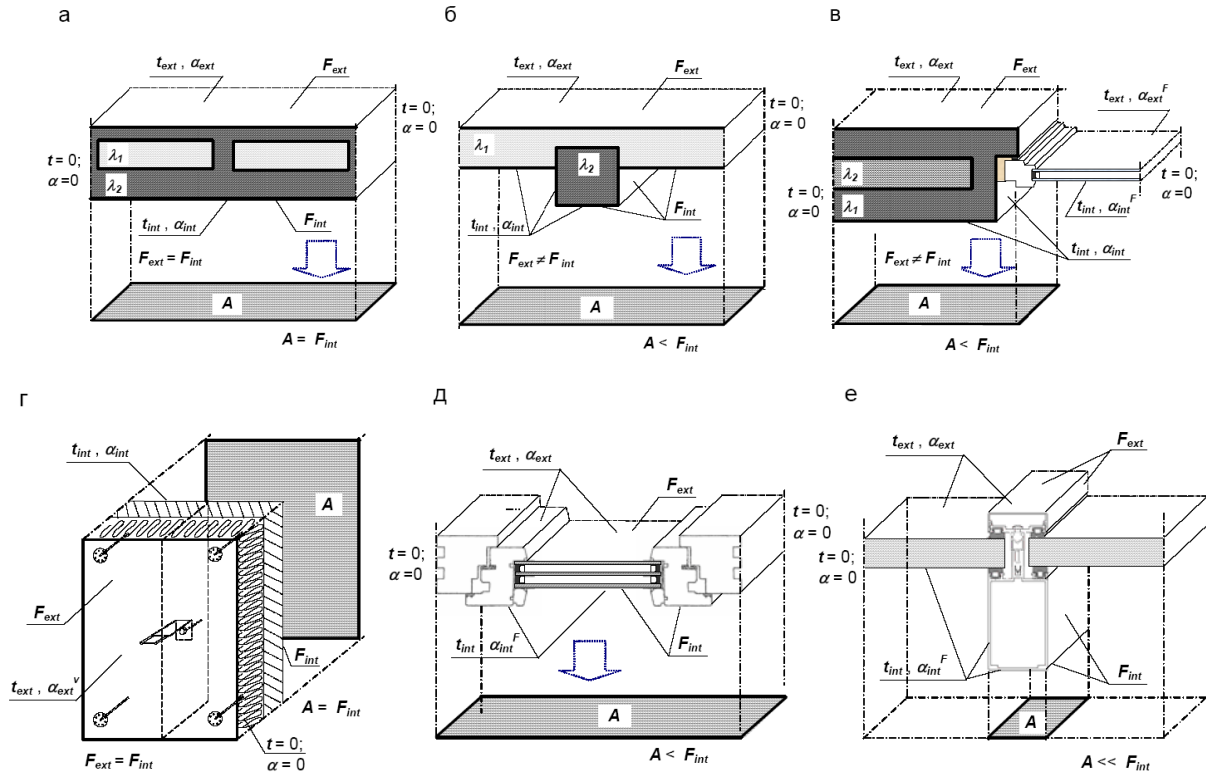 а
t_ext , α_ext
F_ext
t = 0;
α = 0
t = 0;
α =0
λ₁
λ₂
t_int , α_int
F_int
F_ext = F_int
A
A = F_int
б
t_ext , α_ext
F_ext
t = 0;
α = 0
λ₁
λ₂
t_int , α_int
F_int
F_ext ≠ F_int
A
A < F_int
в
t_ext , α_ext
F_ext
t_ext , α_ext^F
t = 0;
α = 0
λ₂
t = 0;
α = 0
λ₁
t_int , α_int^F
t_int , α_int
F_ext ≠ F_int
A
A < F_int
г
t_int , α_int
A
F_ext
F_int
t_ext , α_ext^v
A = F_int
t = 0;
α = 0
F_ext = F_int
д
t_ext , α_ext
F_ext
t = 0;
α = 0
t = 0;
α = 0
t_int , α_int^F
F_int
A
A < F_int
е
t_ext , α_ext
F_ext
t = 0;
α = 0
t_int , α_int^F
F_int
A
A << F_int